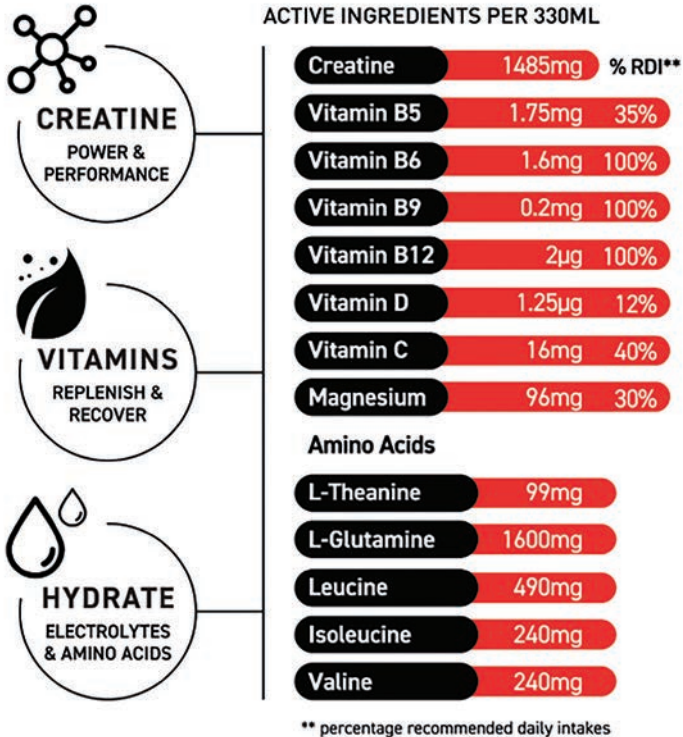 ACTIVE INGREDIENTS PER 330ML
CREATINE
POWER &
PERFORMANCE
VITAMINS
REPLENISH &
RECOVER
HYDRATE
ELECTROLYTES
& AMINO ACIDS
Creatine 1485mg % RDI**
Vitamin B5 1.75mg 35%
Vitamin B6 1.6mg 100%
Vitamin B9 0.2mg 100%
Vitamin B12 2µg 100%
Vitamin D 1.25µg 12%
Vitamin C 16mg 40%
Magnesium 96mg 30%
Amino Acids
L-Theanine 99mg
L-Glutamine 1600mg
Leucine 490mg
Isoleucine 240mg
Valine 240mg
** percentage recommended daily intakes